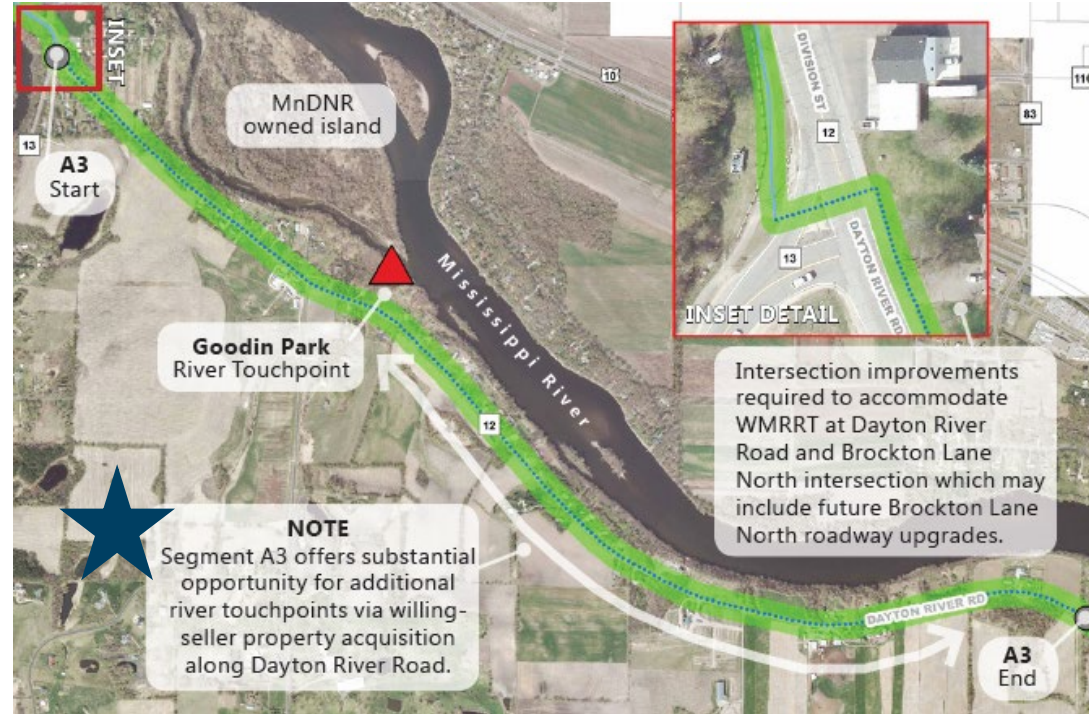 INSET
13
A3
Start
MnDNR
owned island
10
Mississippi River
Goodin Park
River Touchpoint
12
NOTE
Segment A3 offers substantial
opportunity for additional
river touchpoints via willing-
seller property acquisition
along Dayton River Road.
DAYTON RIVER RD
A3
End
DIVISION ST
12
13
DAYTON RIVER RD
INSET DETAIL
83
116
Intersection improvements
required to accommodate
WMRRT at Dayton River
Road and Brockton Lane
North intersection which may
include future Brockton Lane
North roadway upgrades.